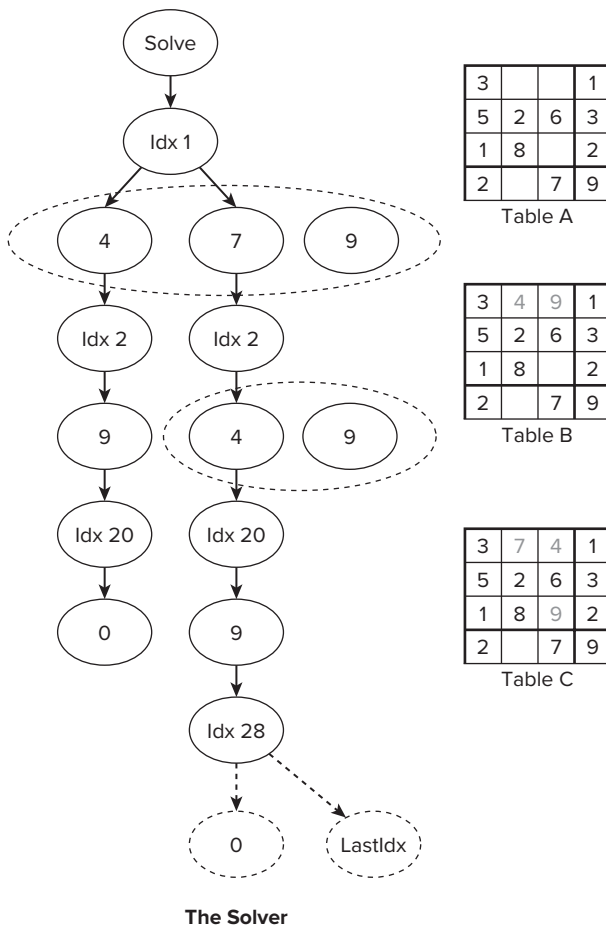 Solve
Idx 1
4 7 9
Idx 2 Idx 2
9 4 9
Idx 20 Idx 20
0 9
Idx 28
0 LastIdx
The Solver
3 1
5 2 6 3
1 8 2
2 7 9
Table A
3 4 9 1
5 2 6 3
1 8 2
2 7 9
Table B
3 7 4 1
5 2 6 3
1 8 9 2
2 7 9
Table C